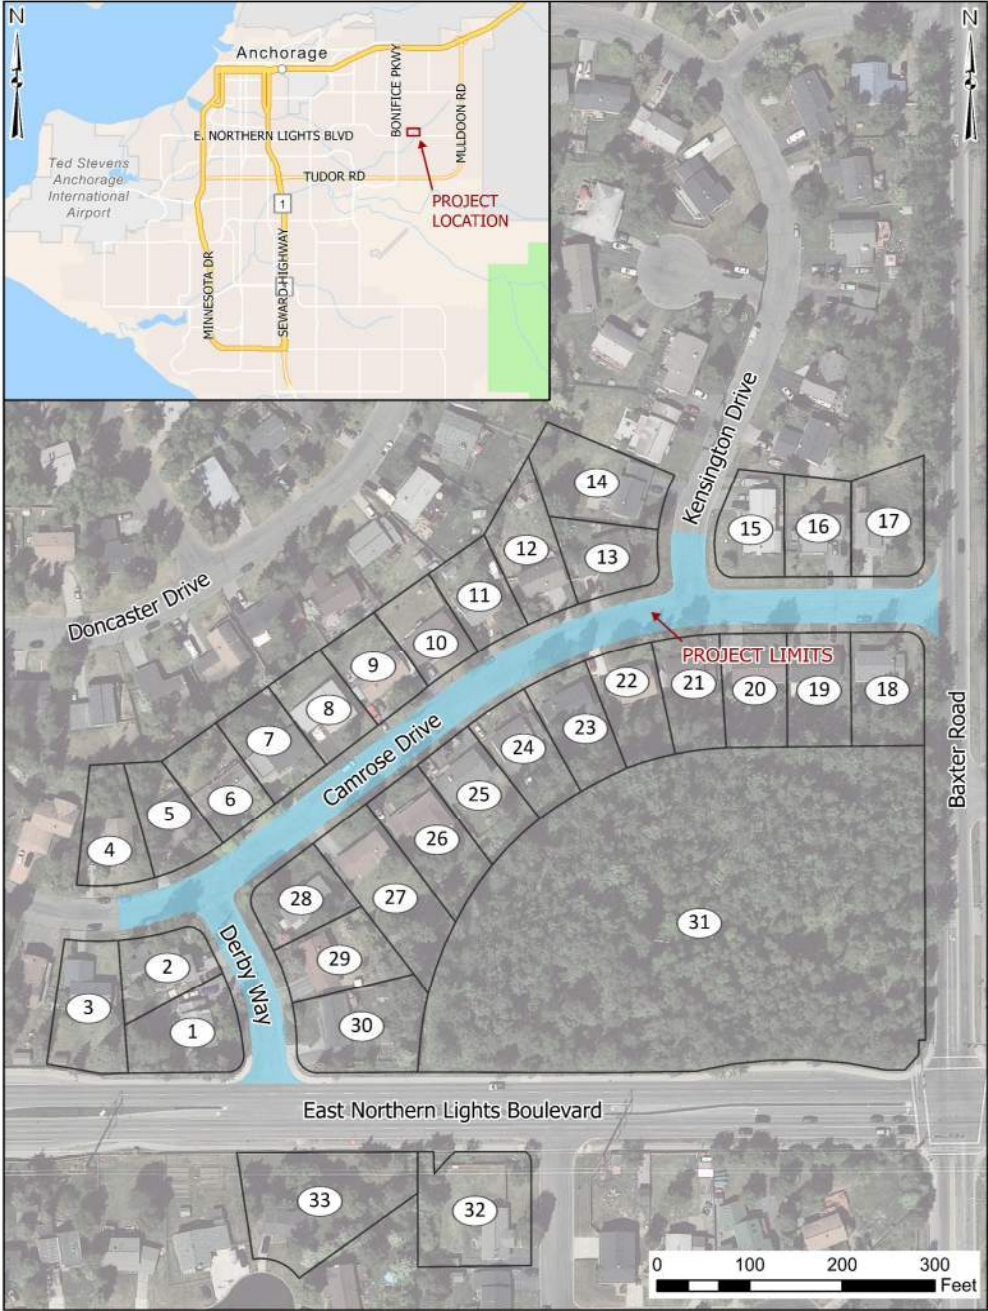 N
Anchorage
BONIFICE PKWY
MLLDOON RD
E. NORTHERN LIGHTS BLVD
Ted Stevens
Anchorage
International
Airport
TUDOR RD
1
PROJECT
LOCATION
MINNESOTA DR
SEWARD HIGHWAY
N
Kensington Drive
14
15
16
17
12
13
Doncaster Drive
11
10
9
PROJECT LIMITS
8
22
21
20
19
18
7
23
24
Camrose Drive
Baxter Road
6
5
25
4
26
28
27
31
2
29
Derby Way
3
1
30
East Northern Lights Boulevard
33
32
0 100 200 300
Feet